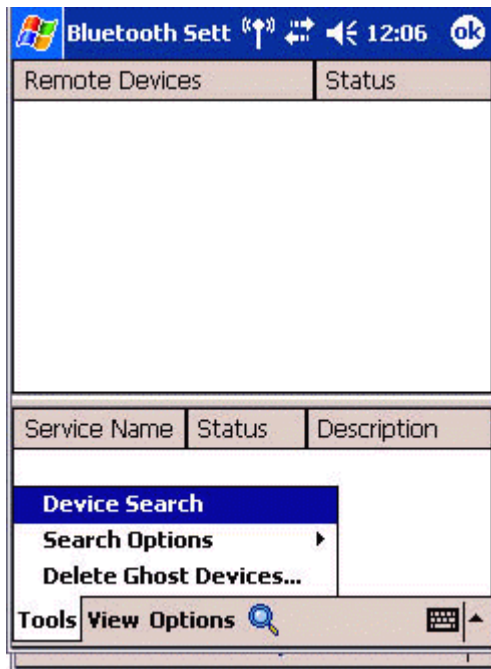 Bluetooth Sett 12:06 ok
Remote Devices Status
Service Name Status Description
Device Search
Search Options
Delete Ghost Devices...
Tools View Options